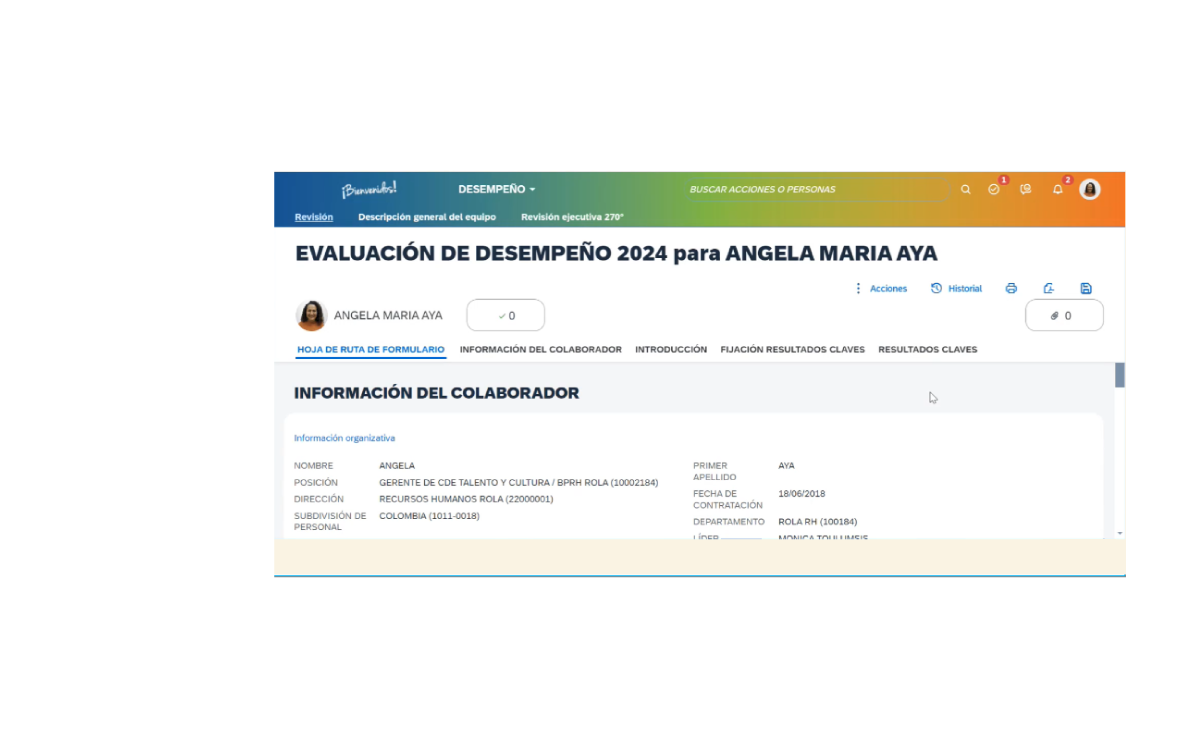 ¡Bienvenidos!
DESEMPEÑO
BUSCAR ACCIONES O PERSONAS
1
2
Revisión
Descripción general del equipo
Revisión ejecutiva 270°
EVALUACIÓN DE DESEMPEÑO 2024 para ANGELA MARIA AYA
Acciones
Historial
ANGELA MARIA AYA
0
0
HOJA DE RUTA DE FORMULARIO
INFORMACIÓN DEL COLABORADOR
INTRODUCCIÓN
FIJACIÓN RESULTADOS CLAVES
RESULTADOS CLAVES
INFORMACIÓN DEL COLABORADOR
Información organizativa
NOMBRE ANGELA
POSICIÓN GERENTE DE CDE TALENTO Y CULTURA / BPRH ROLA (10002184)
DIRECCIÓN RECURSOS HUMANOS ROLA (22000001)
SUBDIVISIÓN DE COLOMBIA (1011-0018)
PERSONAL
PRIMER AYA
APELLIDO
FECHA DE 18/06/2018
CONTRATACIÓN
DEPARTAMENTO ROLA RH (100184)
LÍDER MONICA